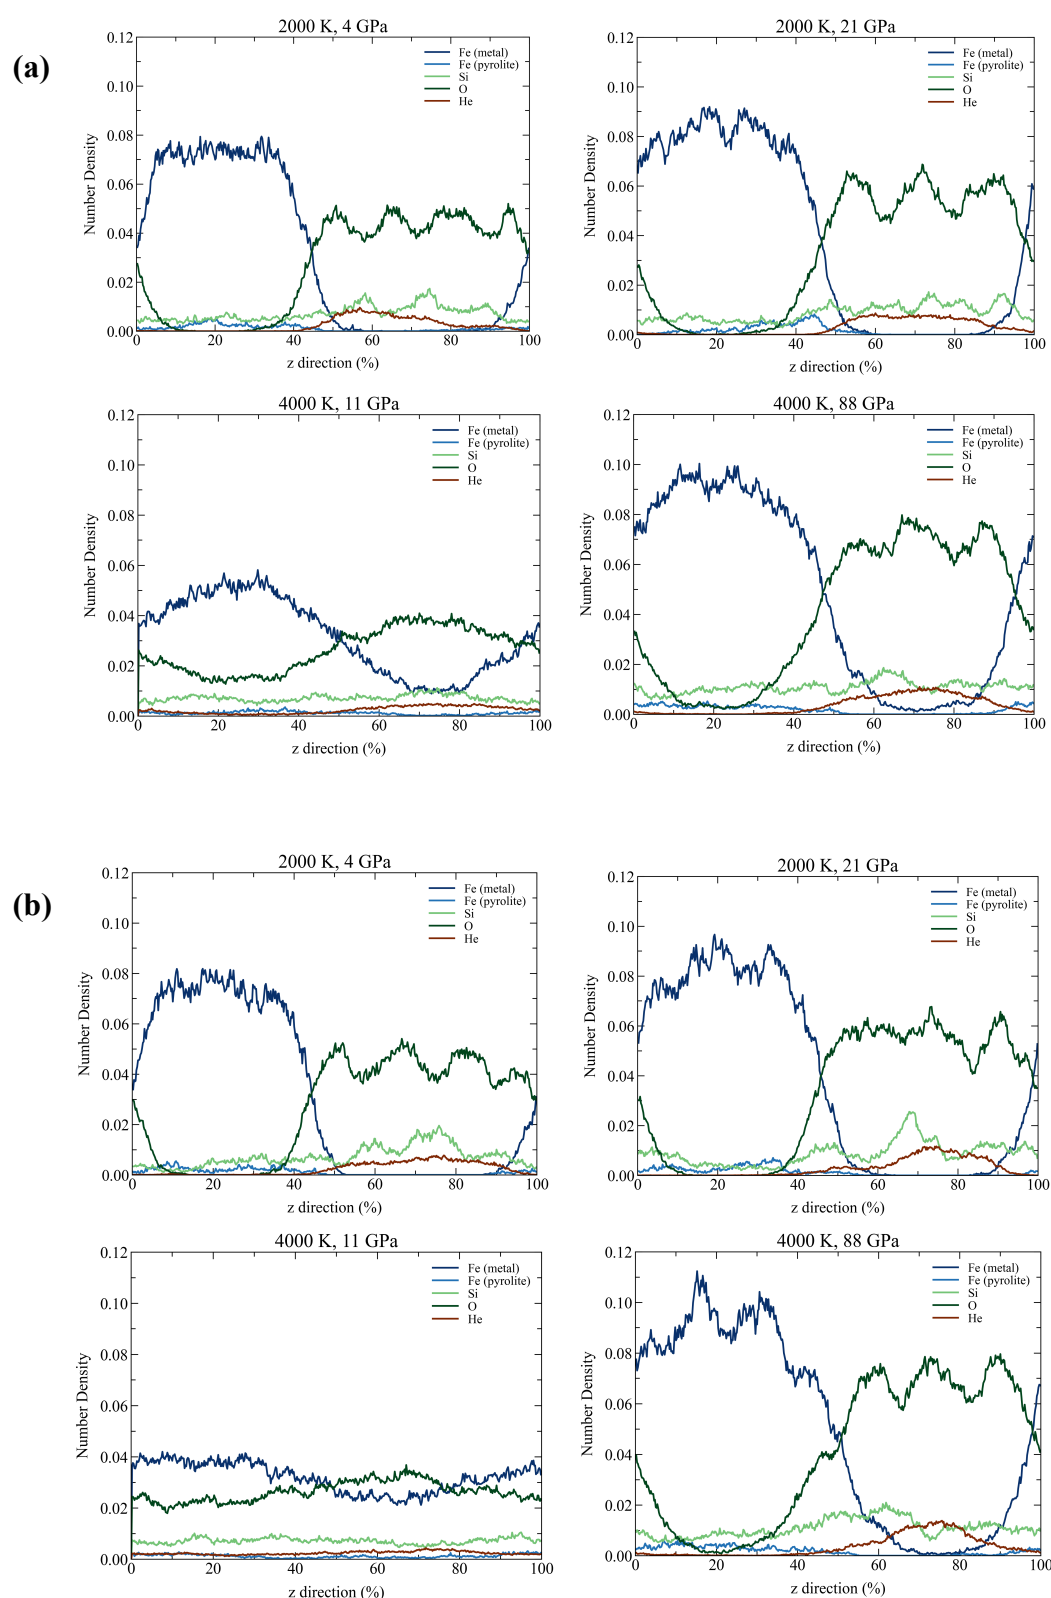 (a)
2000 K, 4 GPa
Number Density
0.12
0.10
0.08
0.06
0.04
0.02
0.00
Fe (metal)
Fe (pyrolite)
Si
O
He
0 20 40 60 80 100
z direction (%)
2000 K, 21 GPa
Number Density
0.12
0.10
0.08
0.06
0.04
0.02
0.00
Fe (metal)
Fe (pyrolite)
Si
O
He
0 20 40 60 80 100
z direction (%)
4000 K, 11 GPa
Number Density
0.12
0.10
0.08
0.06
0.04
0.02
0.00
Fe (metal)
Fe (pyrolite)
Si
O
He
0 20 40 60 80 100
z direction (%)
4000 K, 88 GPa
Number Density
0.12
0.10
0.08
0.06
0.04
0.02
0.00
Fe (metal)
Fe (pyrolite)
Si
O
He
0 20 40 60 80 100
z direction (%)
(b)
2000 K, 4 GPa
Number Density
0.12
0.10
0.08
0.06
0.04
0.02
0.00
Fe (metal)
Fe (pyrolite)
Si
O
He
0 20 40 60 80 100
z direction (%)
2000 K, 21 GPa
Number Density
0.12
0.10
0.08
0.06
0.04
0.02
0.00
Fe (metal)
Fe (pyrolite)
Si
O
He
0 20 40 60 80 100
z direction (%)
4000 K, 11 GPa
Number Density
0.12
0.10
0.08
0.06
0.04
0.02
0.00
Fe (metal)
Fe (pyrolite)
Si
O
He
0 20 40 60 80 100
z direction (%)
4000 K, 88 GPa
Number Density
0.12
0.10
0.08
0.06
0.04
0.02
0.00
Fe (metal)
Fe (pyrolite)
Si
O
He
0 20 40 60 80 100
z direction (%)